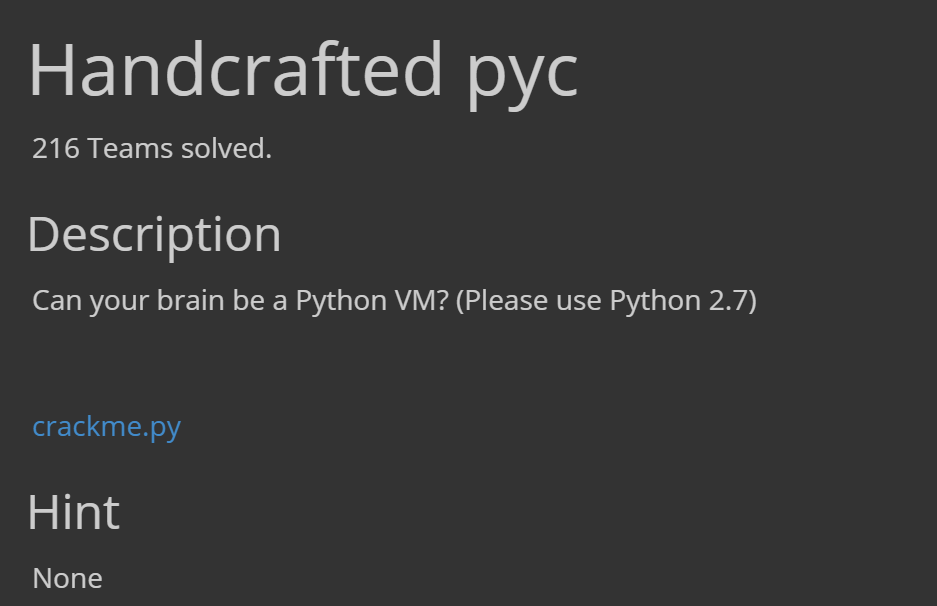 Handcrafted pyc
216 Teams solved.
Description
Can your brain be a Python VM? (Please use Python 2.7)
crackme.py
Hint
None